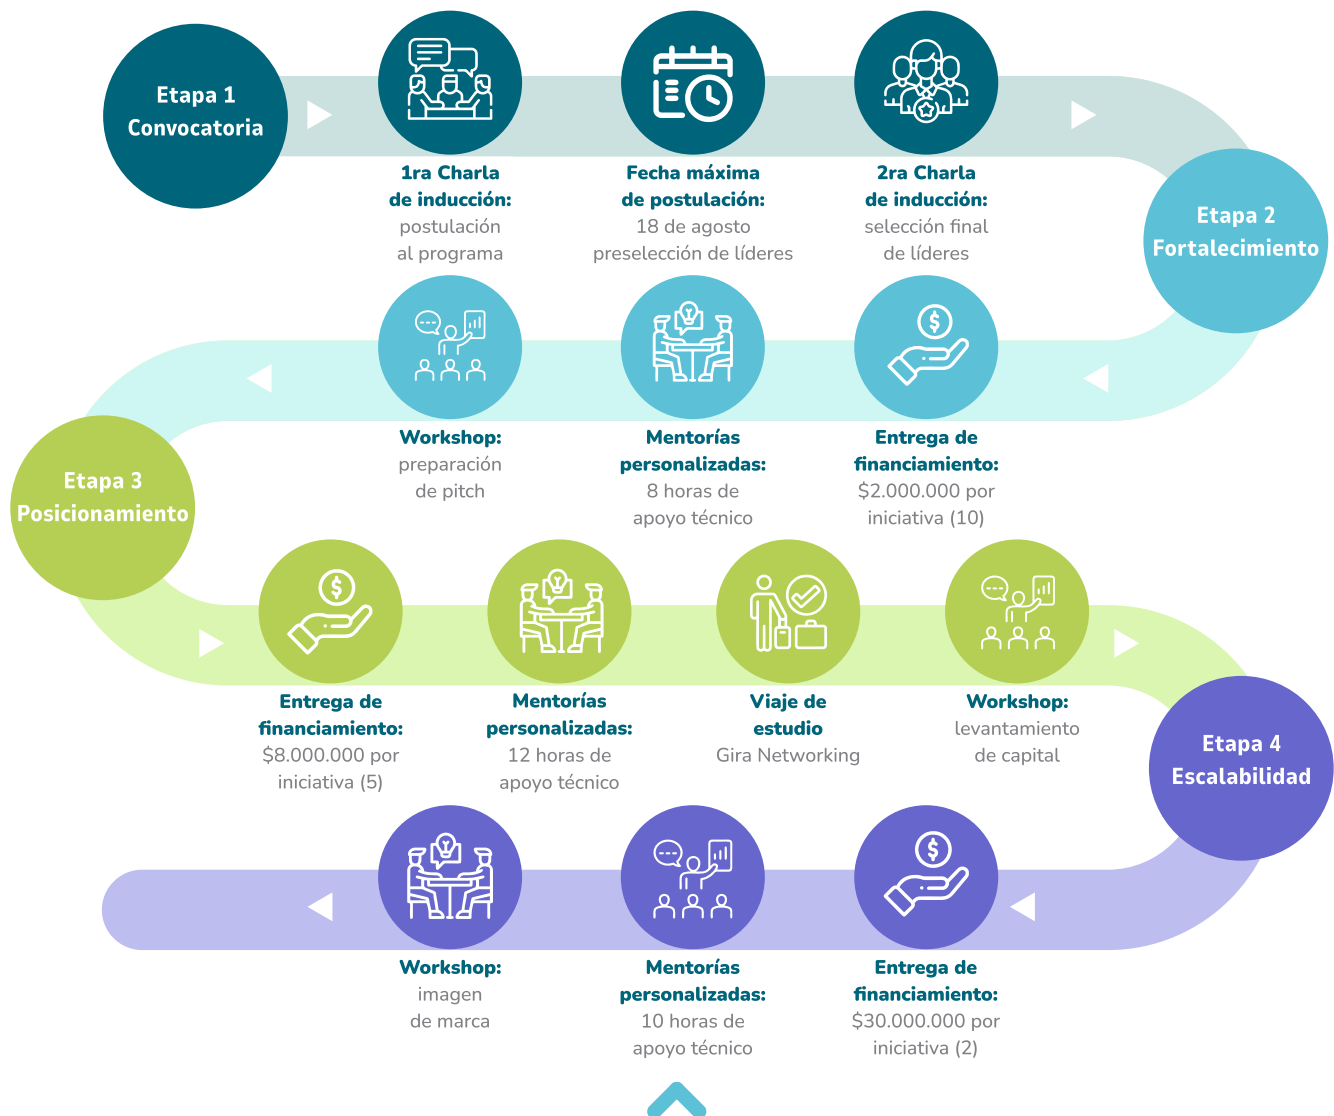 Etapa 1
Convocatoria
1ra Charla
de inducción:
postulación
al programa
Fecha máxima
de postulación:
18 de agosto
preselección de líderes
2ra Charla
de inducción:
selección final
de líderes
Etapa 2
Fortalecimiento
Entrega de
financiamiento:
$2.000.000 por
iniciativa (10)
Mentorías
personalizadas:
8 horas de
apoyo técnico
Workshop:
preparación
de pitch
Etapa 3
Posicionamiento
Entrega de
financiamiento:
$8.000.000 por
iniciativa (5)
Mentorías
personalizadas:
12 horas de
apoyo técnico
Viaje de
estudio
Gira Networking
Workshop:
levantamiento
de capital
Etapa 4
Escalabilidad
Entrega de
financiamiento:
$30.000.000 por
iniciativa (2)
Mentorías
personalizadas:
10 horas de
apoyo técnico
Workshop:
imagen
de marca